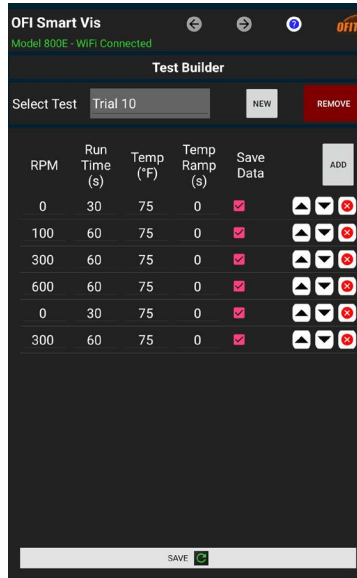 OFI Smart Vis
?
OFIT
Model 800E - WiFi Connected
Test Builder
Select Test Trial 10 NEW REMOVE
RPM Run Time (s) Temp (°F) Temp Ramp (s) Save Data ADD
0 30 75 0
100 60 75 0
300 60 75 0
600 60 75 0
0 30 75 0
300 60 75 0
SAVE